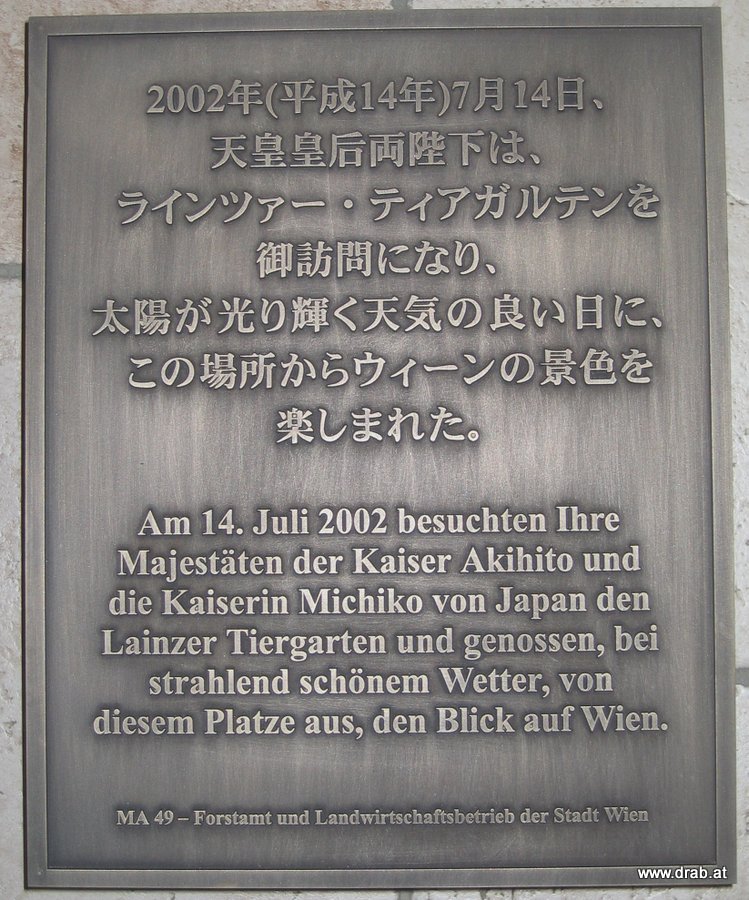 2002年(平成14年)7月14日、
天皇皇后両陛下は、
ラインツァー・ティアガルテンを
御訪問になり、
太陽が光り輝く天気の良い日に、
この場所からウィーンの景色を
楽しまれた。
Am 14. Juli 2002 besuchten Ihre
Majestäten der Kaiser Akihito und
die Kaiserin Michiko von Japan den
Lainzer Tiergarten und genossen, bei
strahlend schönem Wetter, von
diesem Platze aus, den Blick auf Wien.
MA 49 – Forstamt und Landwirtschaftsbetrieb der Stadt Wien
www.drab.at